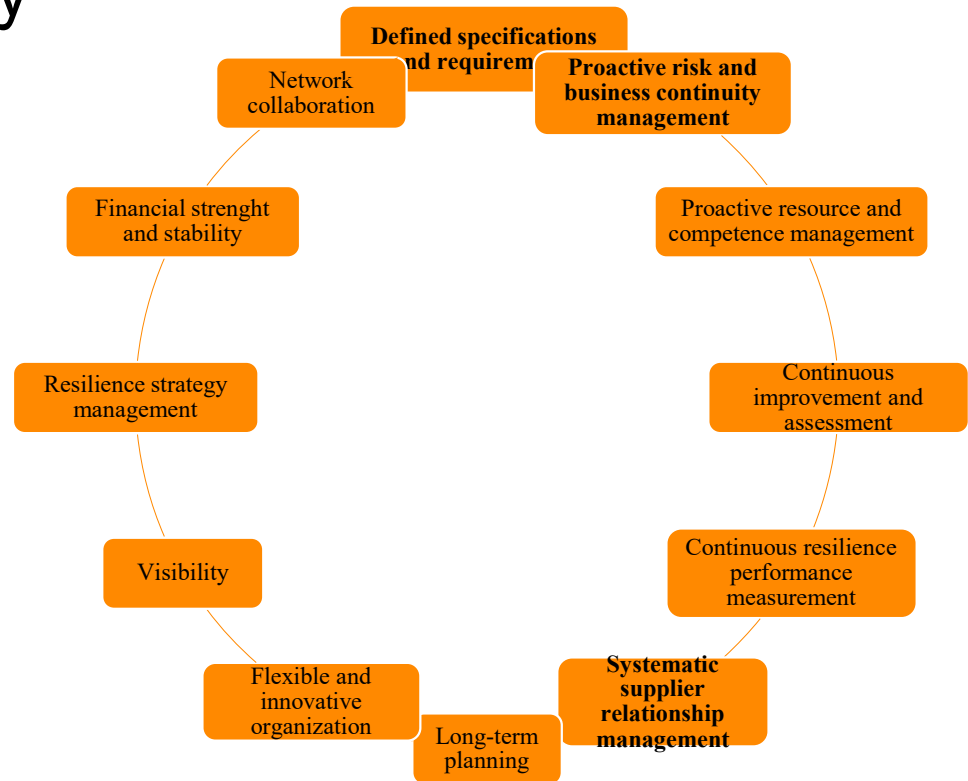 y
Defined specifications
nd requirem
Proactive risk and
business continuity
management
Proactive resource and
competence management
Continuous
improvement and
assessment
Continuous resilience
performance
measurement
Systematic
supplier
relationship
management
Long-term
planning
Flexible and
innovative
organization
Visibility
Resilience strategy
management
Financial strenght
and stability
Network
collaboration